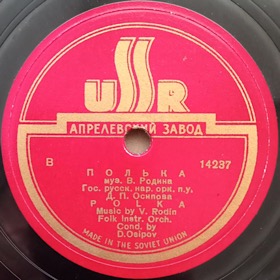 USSR
АПРЕЛЕВСКИЙ ЗАВОД
В 14237
ПОЛЬКА
муз. В. Родина
Гос. русск. нар. орк. п.у.
Д. П. Осипова
POLKA
Music by V. Rodin
Folk Instr. Orch.
Cond. by
D.Osipov
MADE IN THE SOVIET UNION